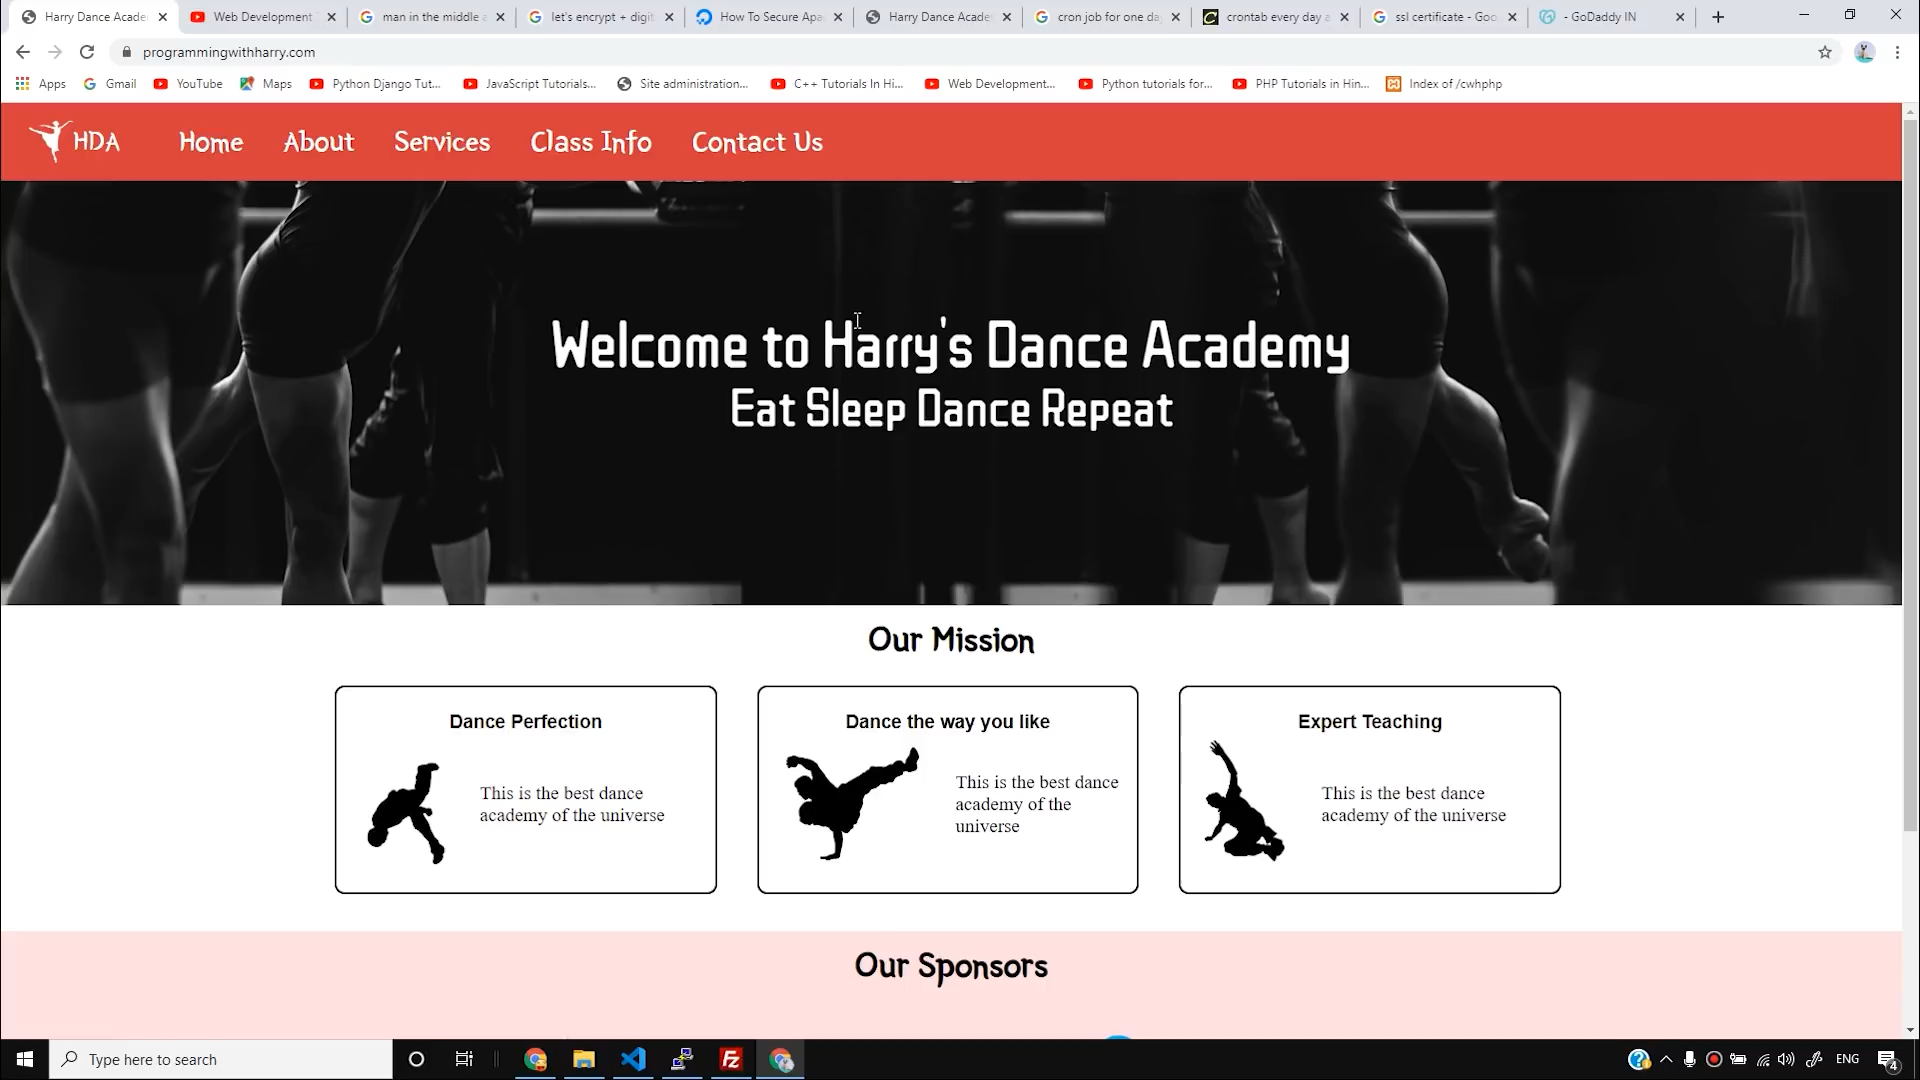 Harry Dance Acade
Web Development
man in the middle a
let's encrypt + digit
How To Secure Apa
Harry Dance Acade
cron job for one da
crontab every day a
ssl certificate - Goo
- GoDaddy IN
programmingwithharry.com
Apps
Gmail
YouTube
Maps
Python Django Tut...
JavaScript Tutorials...
Site administration...
C++ Tutorials In Hi...
Web Development...
Python tutorials for...
PHP Tutorials in Hin...
Index of /cwhphp
HDA
Home
About
Services
Class Info
Contact Us
Welcome to Harry's Dance Academy
Eat Sleep Dance Repeat
Our Mission
Dance Perfection
This is the best dance
academy of the universe
Dance the way you like
This is the best dance
academy of the
universe
Expert Teaching
This is the best dance
academy of the universe
Our Sponsors
Type here to search
ENG
4